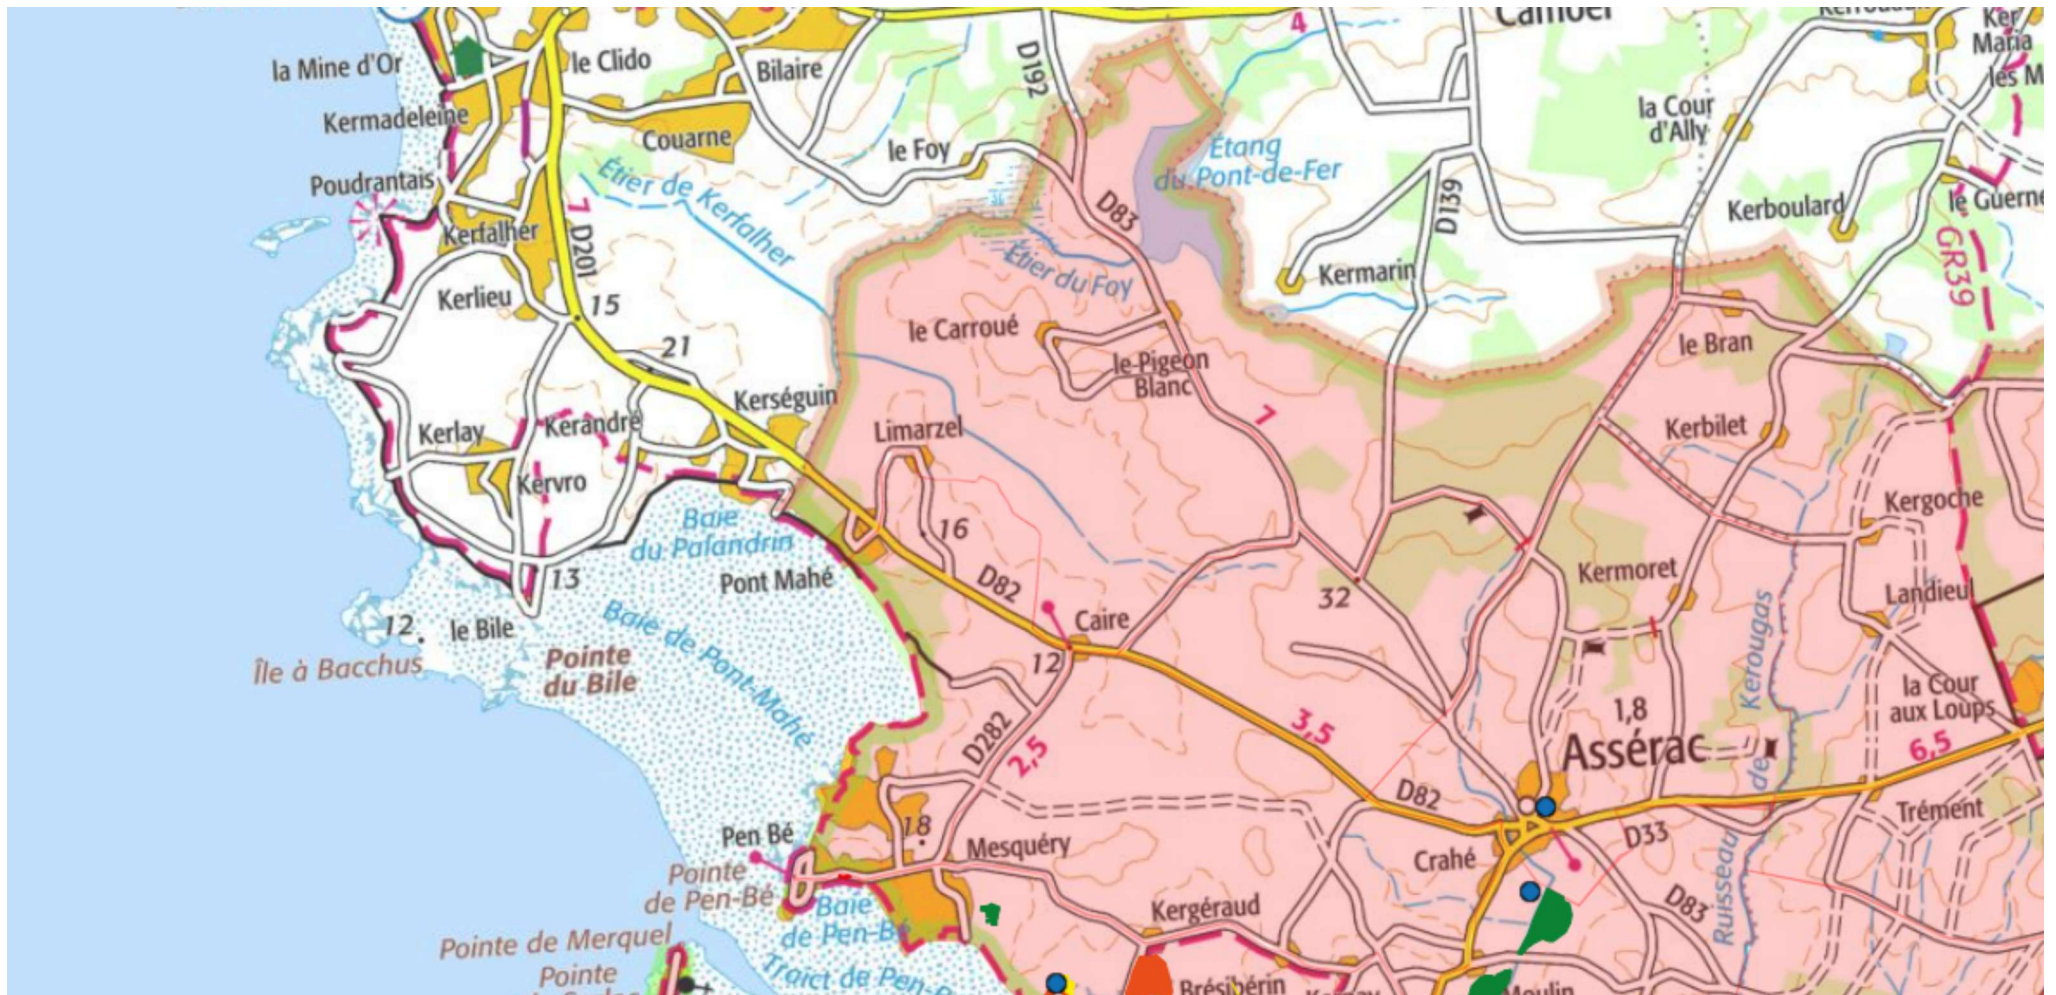 Camoël
Ker
Maria
les M
la Mine d'Or
le Clido
Bilaire
D192
4
Kermadeleine
Couarne
le Foy
Étang
du Pont-de-Fer
la Cour
d'Ally
Poudrantais
Étier de Kerfalher
D83
D139
Kerboulard
le Guerne
Kerfalher
7
D201
Étier du Foy
Kermarin
GR39
Kerlieu
15
le Carroué
le Pigeon
Blanc
le Bran
21
Kerséguin
7
Kerlay
Kerandré
Limarzel
Kerbilet
Kervro
Baie
du Palandrin
16
Kergoche
Pont Mahé
13
D82
32
Kermoret
Landieul
12
le Bile
Baie de Pont-Mahé
Caire
12
Île à Bacchus
Pointe
du Bile
Ruisseau de Kerougas
la Cour
aux Loups
D282
2,5
3,5
1,8
Assérac
6,5
D82
Trément
Pen Bé
18
Mesquéry
Crahé
D33
Pointe
de Pen-Bé
Baie
de Pen-Bé
Kergéraud
D83
Pointe de Merquel
Pointe
Traict de Pen-B
Brésibérin
Moulin